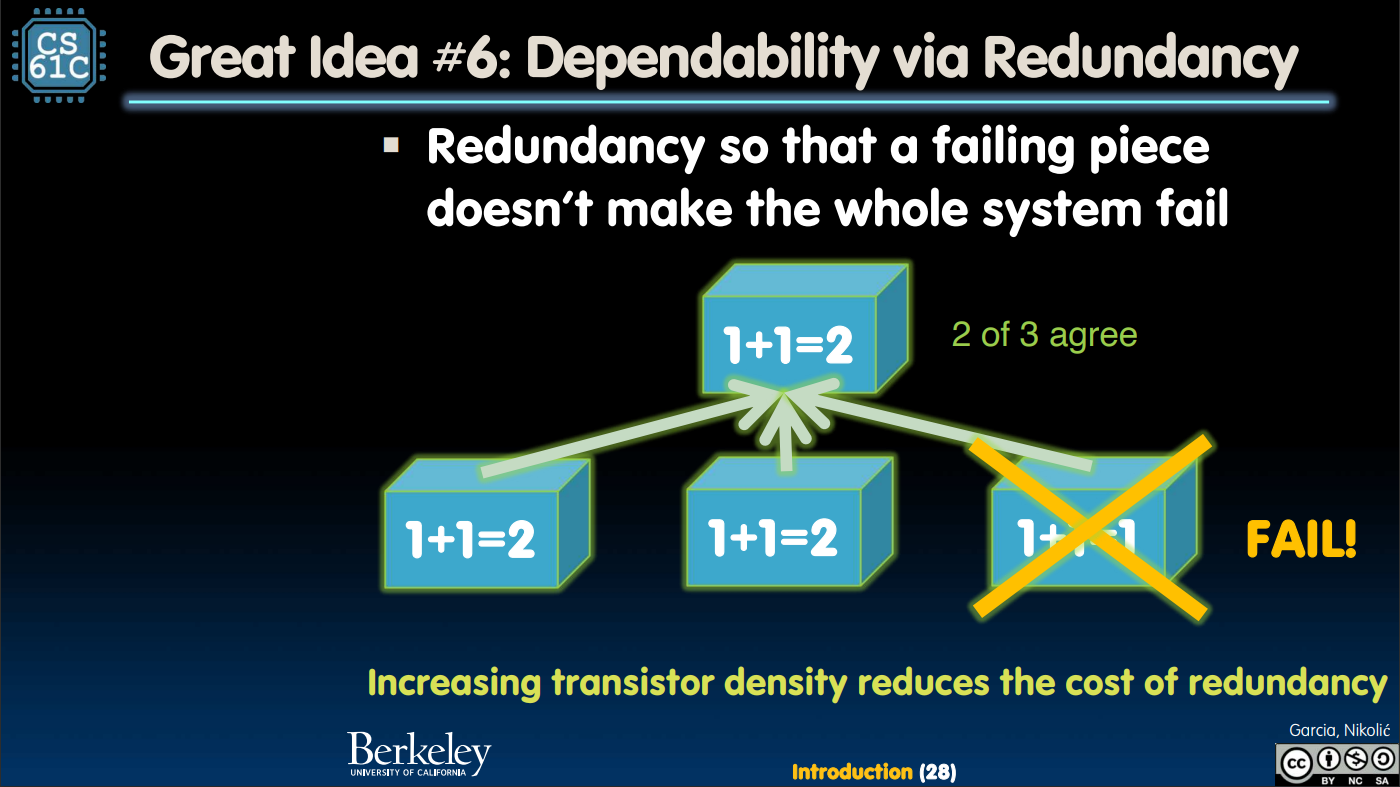 CS
61C
Great Idea #6: Dependability via Redundancy
▪ Redundancy so that a failing piece
doesn't make the whole system fail
1+1=2
2 of 3 agree
1+1=2
1+1=2
1+1=1
FAIL!
Increasing transistor density reduces the cost of redundancy
Berkeley
UNIVERSITY OF CALIFORNIA
Introduction (28)
Garcia, Nikolić
cc
BY NC SA